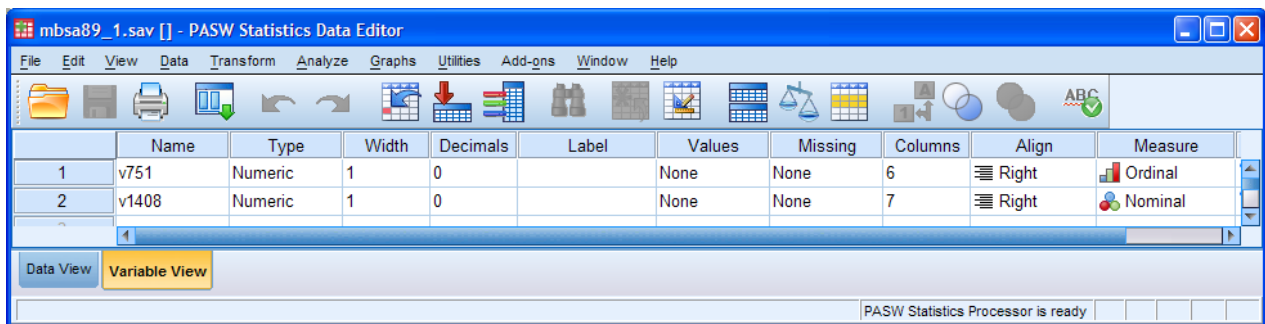 mbsa89_1.sav [] - PASW Statistics Data Editor
File Edit View Data Transform Analyze Graphs Utilities Add-ons Window Help
A 1 ABC
Name Type Width Decimals Label Values Missing Columns Align Measure
1 v751 Numeric 1 0 None None 6 Right Ordinal
2 v1408 Numeric 1 0 None None 7 Right Nominal
Data View Variable View
PASW Statistics Processor is ready